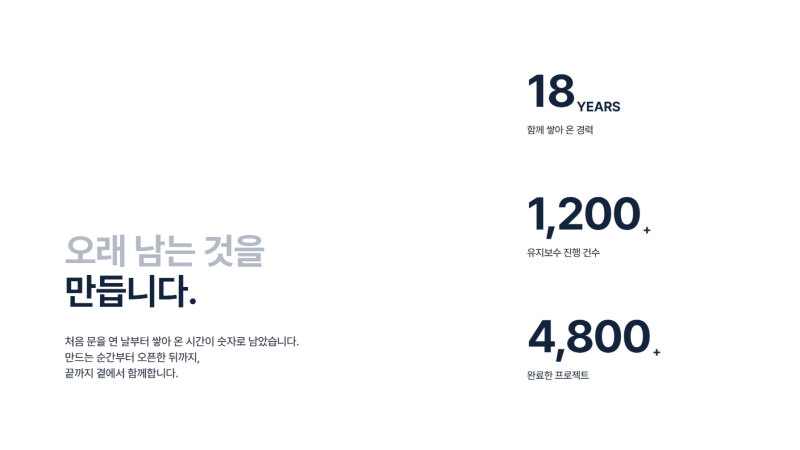 오래 남는 것을
만듭니다.
처음 문을 연 날부터 쌓아 온 시간이 숫자로 남았습니다.
만드는 순간부터 오픈한 뒤까지,
끝까지 곁에서 함께합니다.
18 YEARS
함께 쌓아 온 경력
1,200+
유지보수 진행 건수
4,800+
완료한 프로젝트